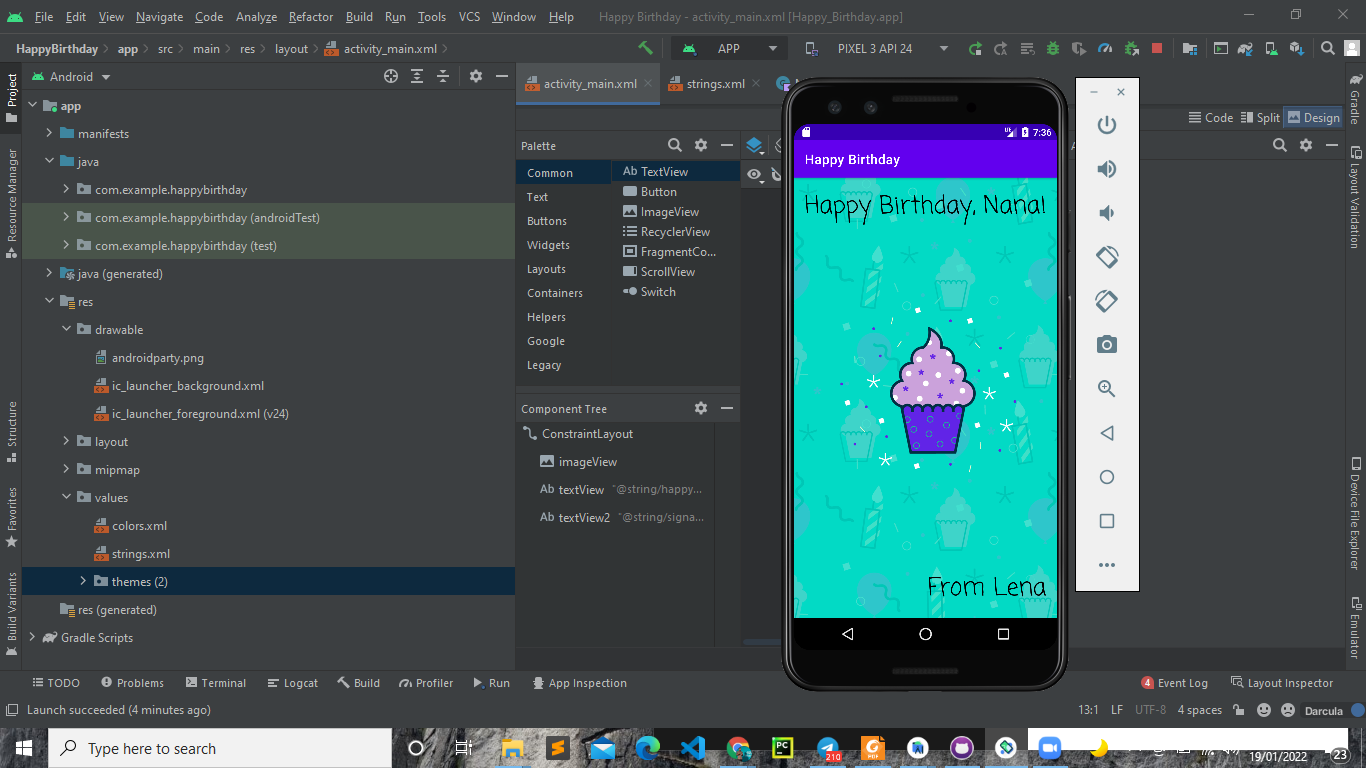 File Edit View Navigate Code Analyze Refactor Build Run Tools VCS Window Help Happy Birthday - activity_main.xml [Happy_Birthday.app]
HappyBirthday app src main res layout activity_main.xml APP PIXEL 3 API 24
Project
Resource Manager
Structure
Favorites
Build Variants
Android
app
manifests
java
com.example.happybirthday
com.example.happybirthday (androidTest)
com.example.happybirthday (test)
java (generated)
res
drawable
androidparty.png
ic_launcher_background.xml
ic_launcher_foreground.xml (v24)
layout
mipmap
values
colors.xml
strings.xml
themes (2)
res (generated)
Gradle Scripts
activity_main.xml strings.xml
Code Split Design
Palette
Common
Text
Buttons
Widgets
Layouts
Containers
Helpers
Google
Legacy
Ab TextView
Button
ImageView
RecyclerView
FragmentCo...
ScrollView
Switch
Component Tree
ConstraintLayout
imageView
Ab textView "@string/happy...
Ab textView2 "@string/signa...
7:36
Happy Birthday
Happy Birthday, Nana!
From Lena
Gradle
Layout Validation
Device File Explorer
Emulator
TODO Problems Terminal Logcat Build Profiler Run App Inspection 4 Event Log Layout Inspector
Launch succeeded (4 minutes ago) 13:1 LF UTF-8 4 spaces Darcula
Type here to search
PC
210
PDF
19/01/2022
23